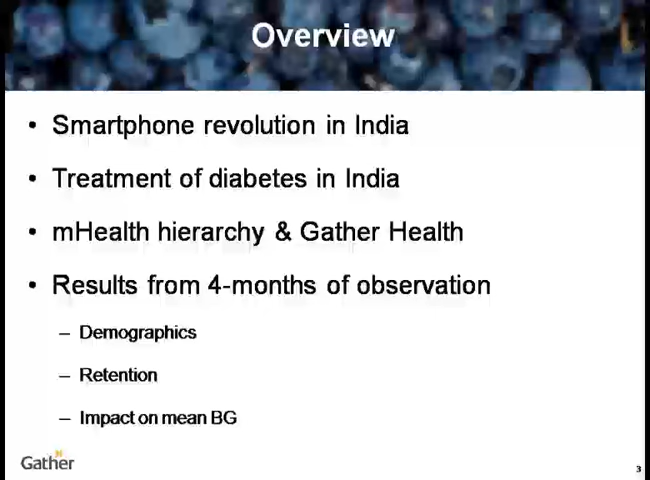 Overview
• Smartphone revolution in India
• Treatment of diabetes in India
• mHealth hierarchy & Gather Health
• Results from 4-months of observation
– Demographics
– Retention
– Impact on mean BG
Gather
3